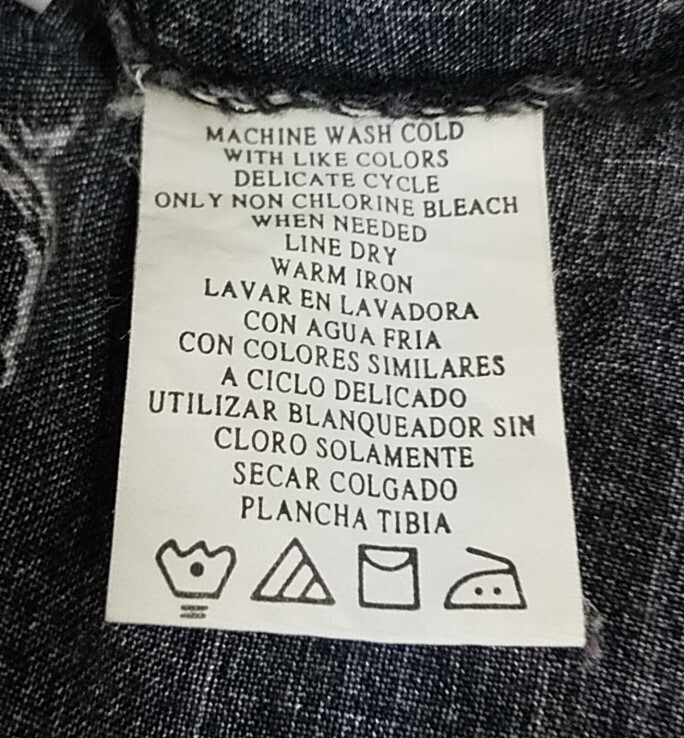 MACHINE WASH COLD
WITH LIKE COLORS
DELICATE CYCLE
ONLY NON CHLORINE BLEACH
WHEN NEEDED
LINE DRY
WARM IRON
LAVAR EN LAVADORA
CON AGUA FRIA
CON COLORES SIMILARES
A CICLO DELICADO
UTILIZAR BLANQUEADOR SIN
CLORO SOLAMENTE
SECAR COLGADO
PLANCHA TIBIA